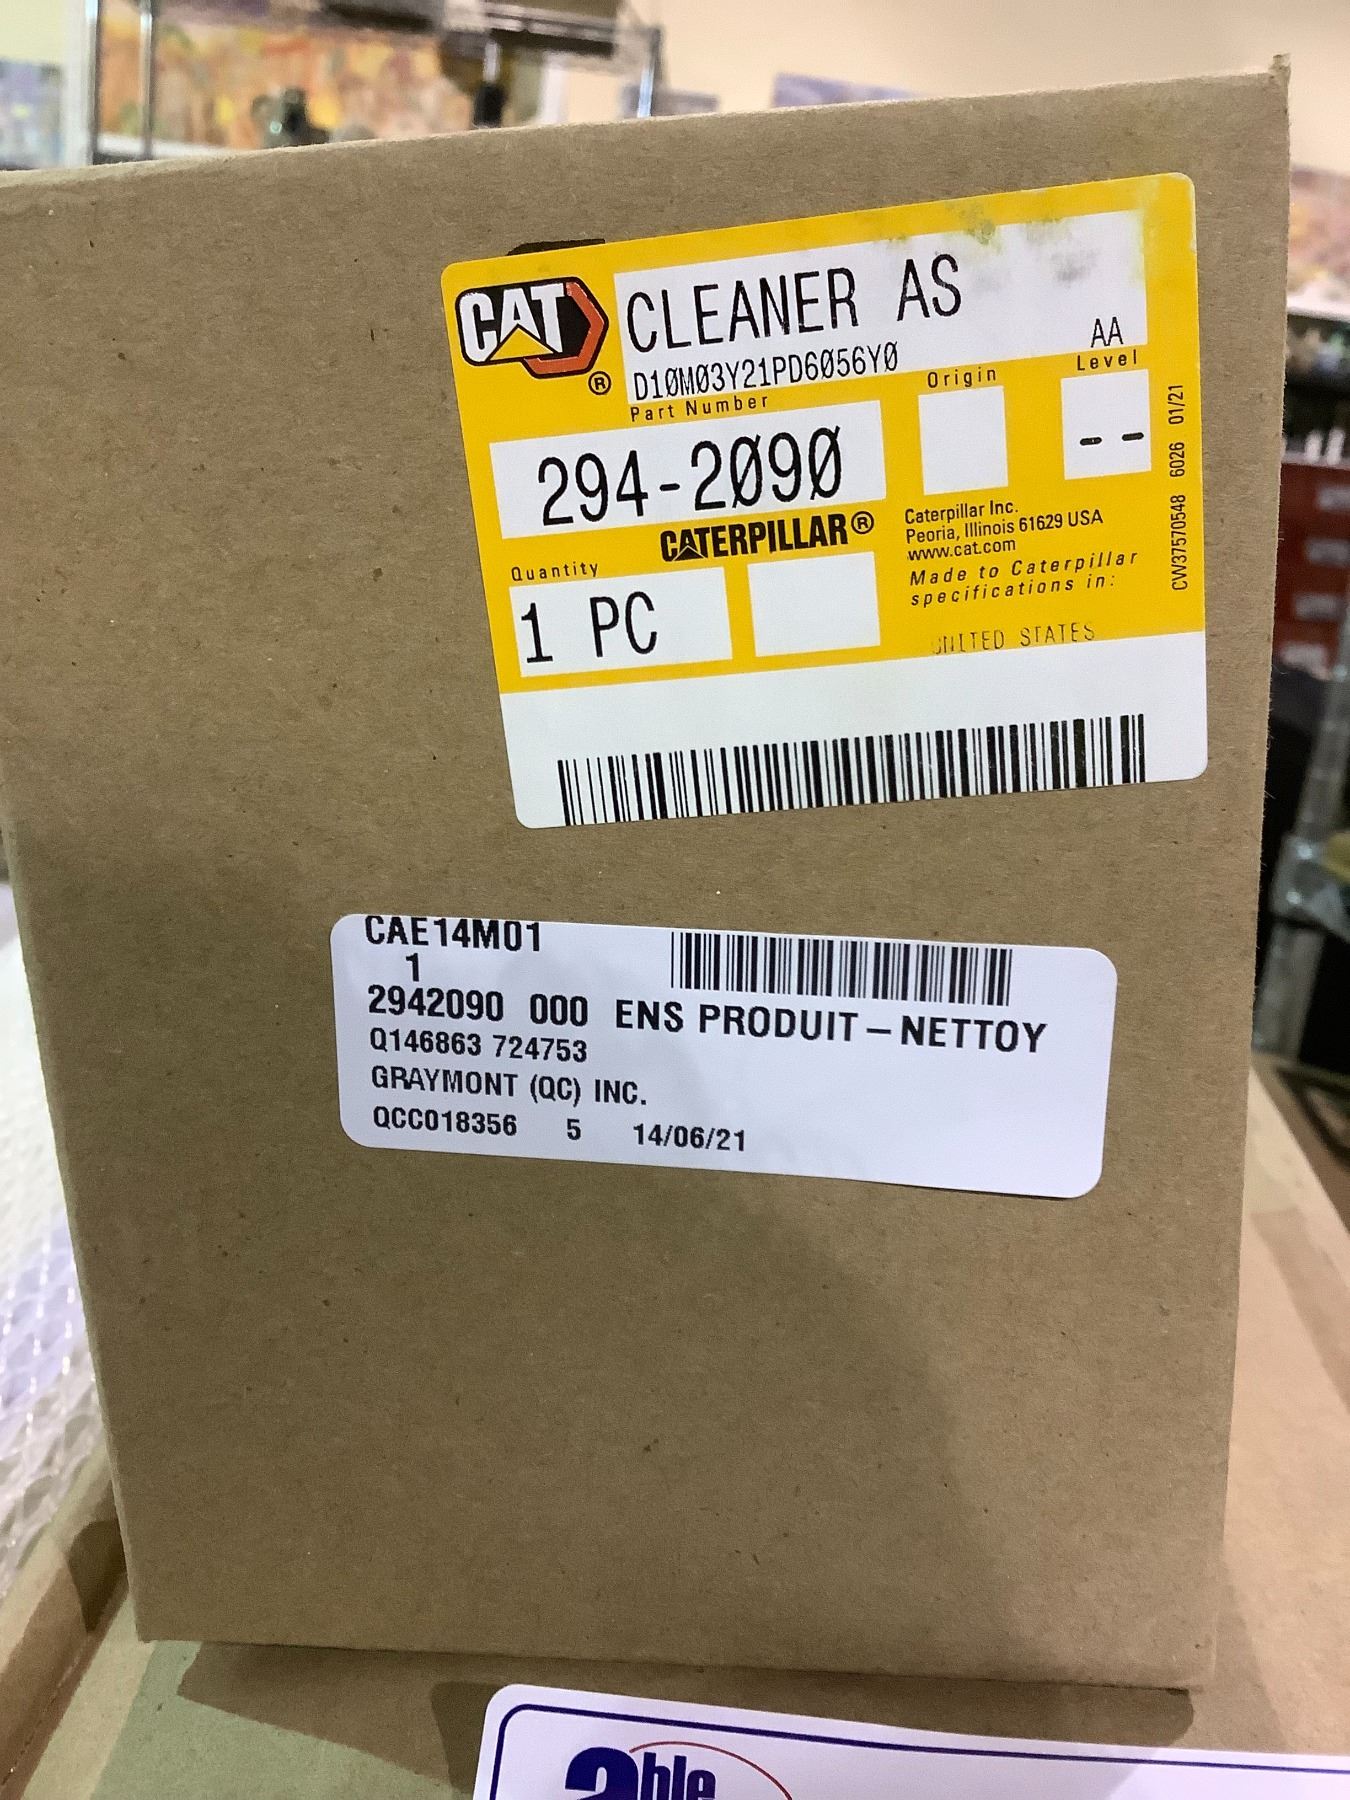 CAT®
CLEANER AS
D10M03Y21PD6056Y0
AA
Part Number
Origin
Level
294-2090
--
CATERPILLAR®
Caterpillar Inc.
Peoria, Illinois 61629 USA
www.cat.com
Made to Caterpillar
specifications in:
UNITED STATES
Quantity
1 PC
CW37570548 6026 01/21
CAE14M01
1
2942090 000 ENS PRODUIT – NETTOY
Q146863 724753
GRAYMONT (QC) INC.
QCC018356 5 14/06/21
able